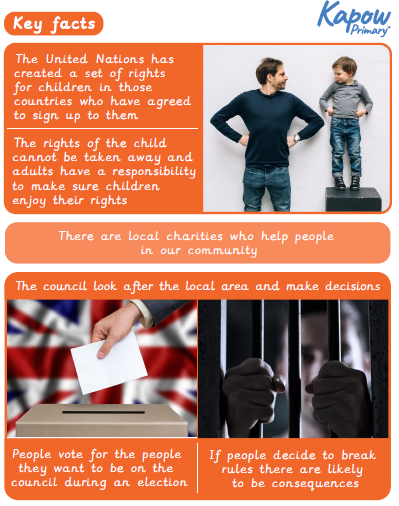 Key facts
Kapow
Primary™
The United Nations has
created a set of rights
for children in those
countries who have agreed
to sign up to them
The rights of the child
cannot be taken away and
adults have a responsibility
to make sure children
enjoy their rights
There are local charities who help people
in our community
The council look after the local area and make decisions
People vote for the people
they want to be on the
council during an election
If people decide to break
rules there are likely
to be consequences